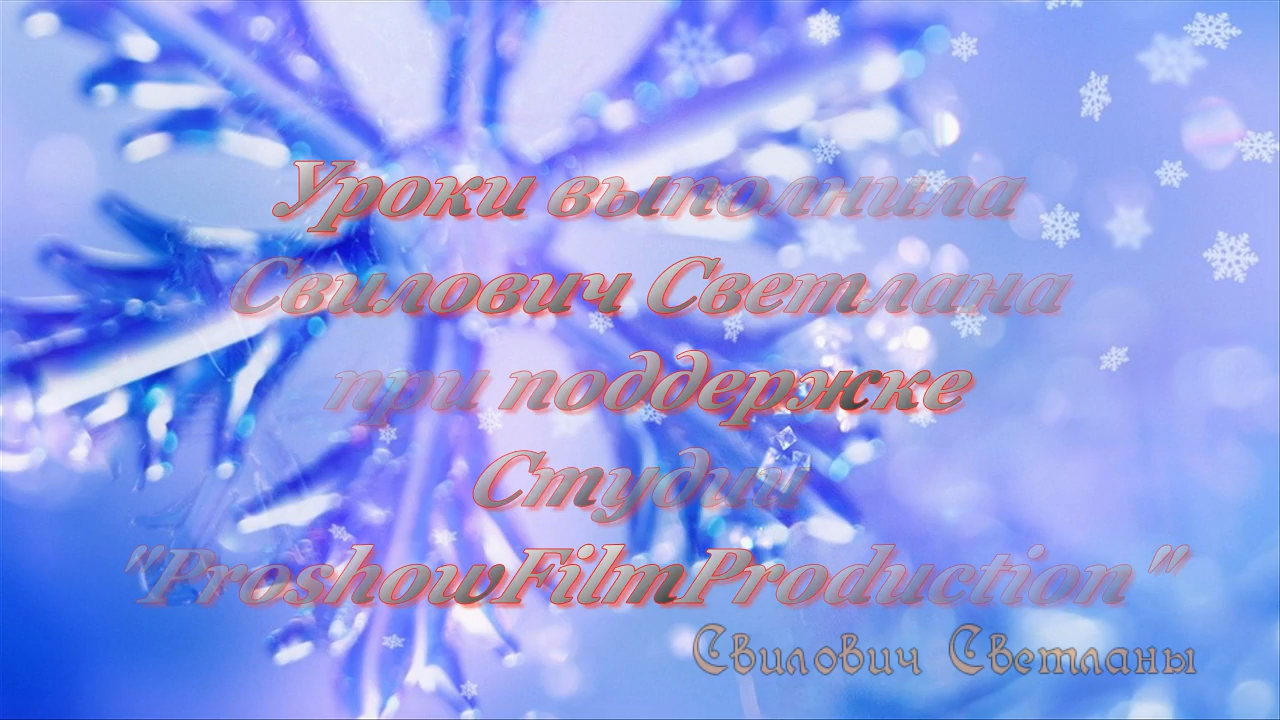 Уроки выполнила
Свилович Светлана
при поддержке
Студии
"ProshowFilmProduction"
Свилович Светланы